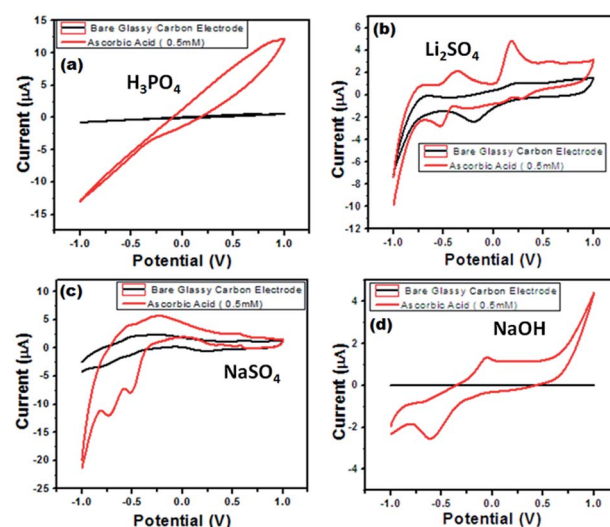 (a)
Bare Glassy Carbon Electrode
Ascorbic Acid ( 0.5mM)
H₃PO₄
Current (µA)
15
10
5
0
-5
-10
-15
-1.0 -0.5 0.0 0.5 1.0
Potential (V)
(b)
Li₂SO₄
Current (µA)
6
4
2
0
-2
-4
-6
-8
-10
-12
Bare Glassy Carbon Electrode
Ascorbic Acid ( 0.5mM)
-1.0 -0.5 0.0 0.5 1.0
Potential (V)
(c)
Bare Glassy Carbon Electrode
Ascorbic Acid ( 0.5mM)
NaSO₄
Current (µA)
10
5
0
-5
-10
-15
-20
-25
-1.0 -0.5 0.0 0.5 1.0
Potential (V)
Bare Glassy Carbon Electrode
Ascorbic Acid ( 0.5mM)
(d)
NaOH
Current (µA)
4
2
0
-2
-4
-1.0 -0.5 0.0 0.5 1.0
Potential (V)